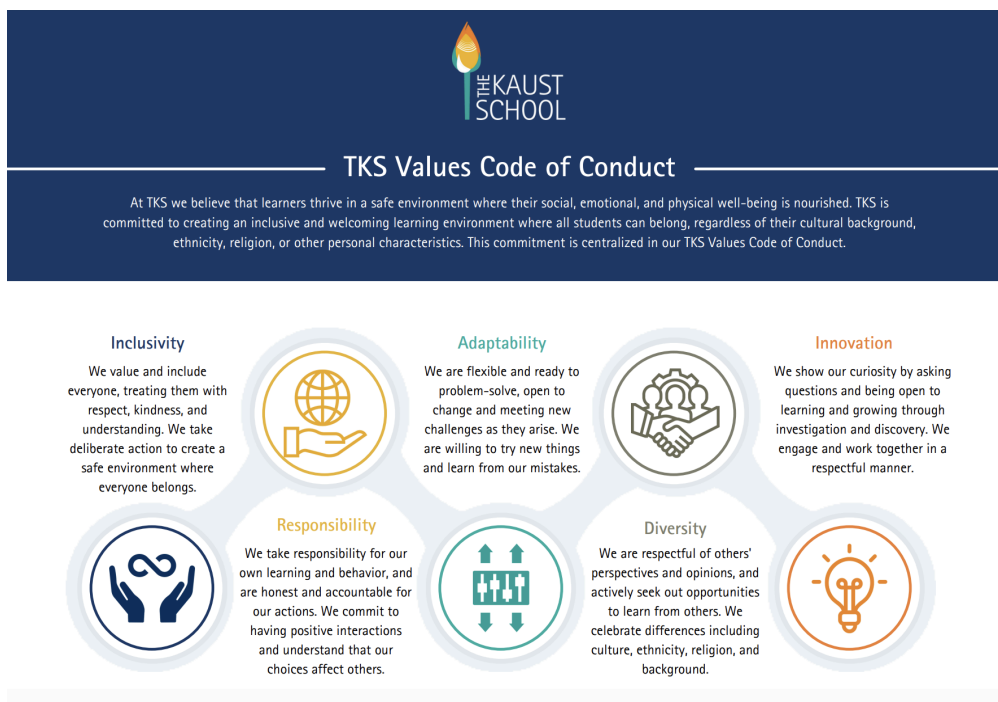 THE KAUST
SCHOOL
TKS Values Code of Conduct
At TKS we believe that learners thrive in a safe environment where their social, emotional, and physical well-being is nourished. TKS is
committed to creating an inclusive and welcoming learning environment where all students can belong, regardless of their cultural background,
ethnicity, religion, or other personal characteristics. This commitment is centralized in our TKS Values Code of Conduct.
Inclusivity
We value and include
everyone, treating them with
respect, kindness, and
understanding. We take
deliberate action to create a
safe environment where
everyone belongs.
Responsibility
We take responsibility for our
own learning and behavior, and
are honest and accountable for
our actions. We commit to
having positive interactions
and understand that our
choices affect others.
Adaptability
We are flexible and ready to
problem-solve, open to
change and meeting new
challenges as they arise. We
are willing to try new things
and learn from our mistakes.
Diversity
We are respectful of others'
perspectives and opinions, and
actively seek out opportunities
to learn from others. We
celebrate differences including
culture, ethnicity, religion, and
background.
Innovation
We show our curiosity by asking
questions and being open to
learning and growing through
investigation and discovery. We
engage and work together in a
respectful manner.